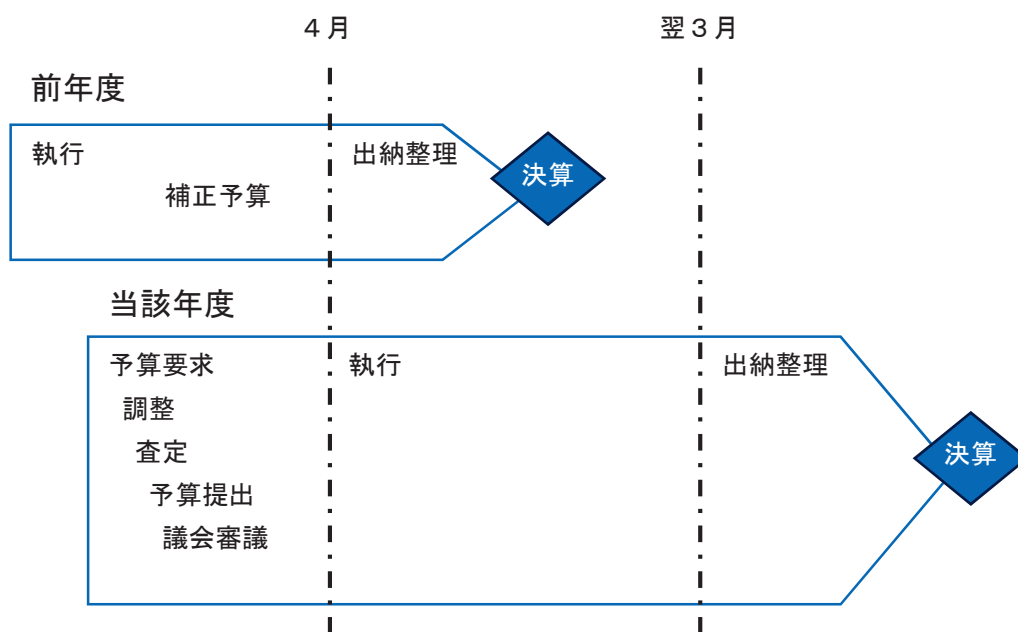 ４月
翌３月
前年度
執行
出納整理
補正予算
決算
当該年度
予算要求
執行
出納整理
調整
査定
予算提出
議会審議
決算